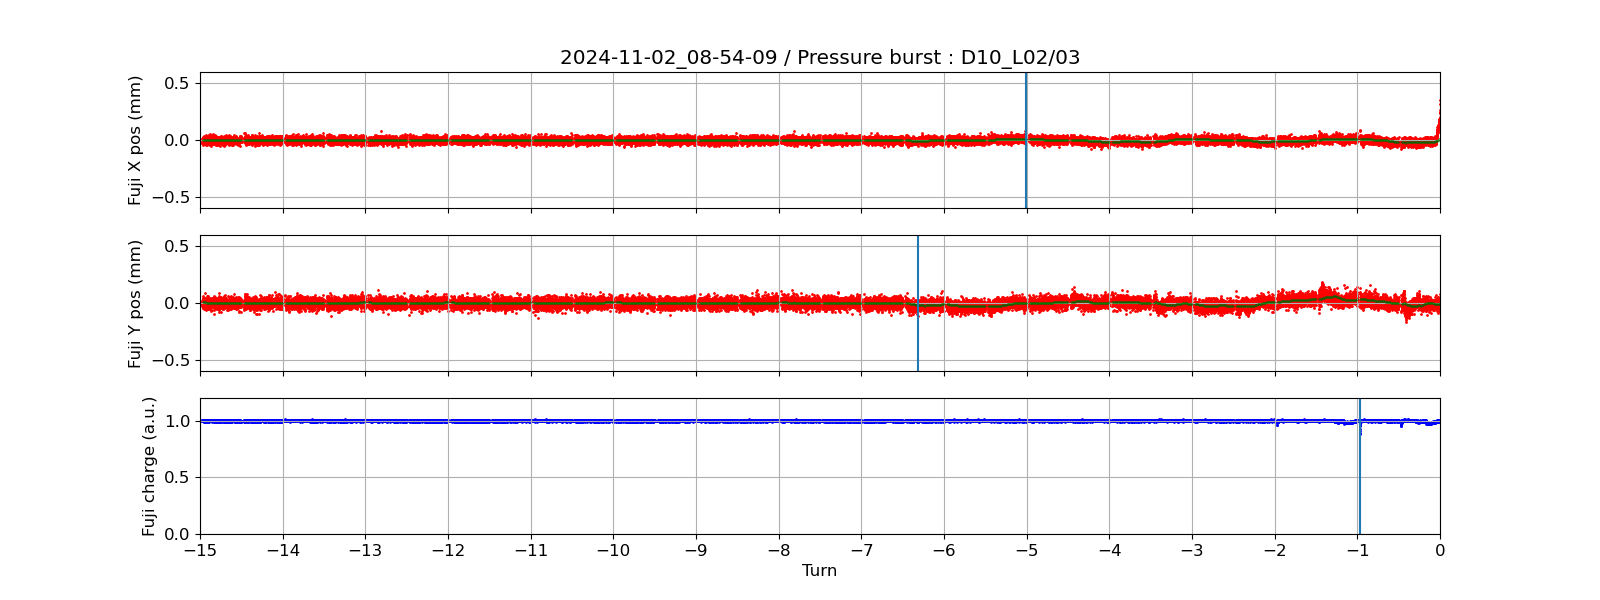 2024-11-02_08-54-09 / Pressure burst : D10_L02/03
Fuji X pos (mm)
0.5
0.0
−0.5
Fuji Y pos (mm)
0.5
0.0
−0.5
Fuji charge (a.u.)
1.0
0.5
0.0
−15 −14 −13 −12 −11 −10 −9 −8 −7 −6 −5 −4 −3 −2 −1 0
Turn